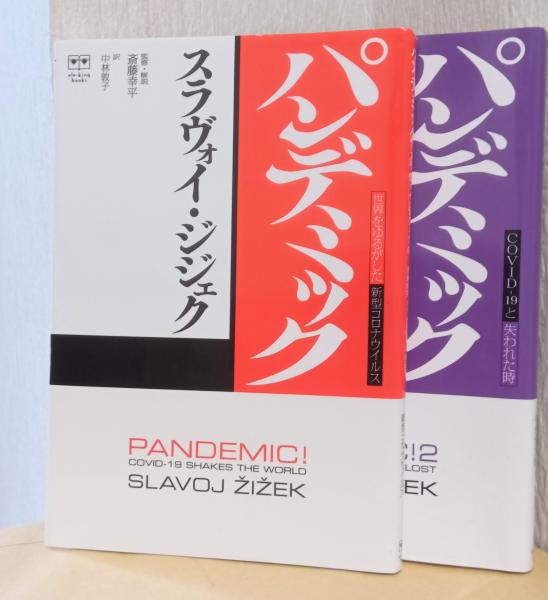 パンデミック
世界をゆるがした新型コロナウイルス
スラヴォイ・ジジェク
監修・解説
斎藤幸平
訳
中林敦子
ele-king
books
PANDEMIC!
COVID-19 SHAKES THE WORLD
SLAVOJ ŽIŽEK
パンデミック
COVID-19と失われた時
!2
LOST
EK